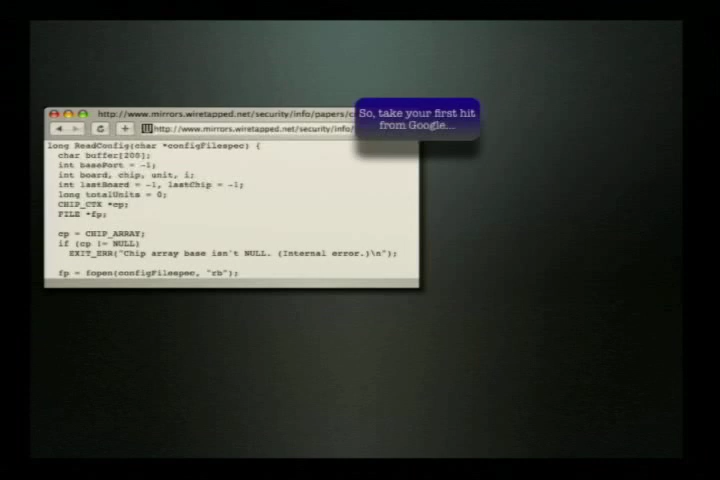 http://www.mirrors.wiretapped.net/security/info/papers/c
So, take your first hit
from Google...
http://www.mirrors.wiretapped.net/security/info/
long ReadConfig(char *configFilespec) {
char buffer[200];
int basePort = -1;
int board, chip, unit, i;
int lastBoard = -1, lastChip = -1;
long totalUnits = 0;
CHIP_CTX *cp;
FILE *fp;
cp = CHIP_ARRAY;
if (cp != NULL)
EXIT_ERR("Chip array base isn't NULL. (Internal error.)\n");
fp = fopen(configFilespec, "rb");